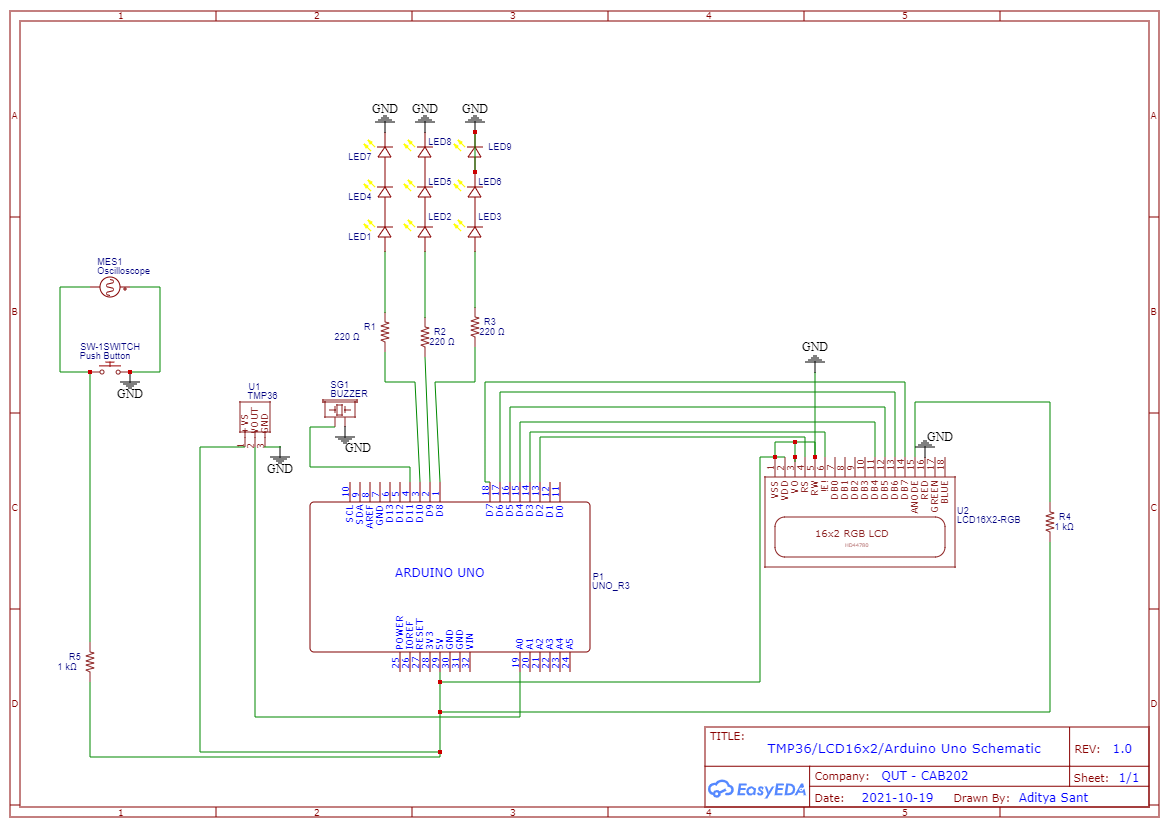 1 2 3 4 5
A A
B B
C C
D D
GND GND GND
LED7 LED8 LED9
LED4 LED5 LED6
LED1 LED2 LED3
MES1
Oscilloscope
SW-1SWITCH
Push Button
GND
R1
220 Ω
R2
220 Ω
R3
220 Ω
U1
TMP36
+VS VOUT GND
1 2 3
GND
SG1
BUZZER
GND
10 9 8 7 6 5 4 3 2 1
SCL SDA AREF GND D13 D12 D11 D10 D9 D8
18 17 16 15 14 13 12 11
D7 D6 D5 D4 D3 D2 D1 D0
ARDUINO UNO
P1
UNO_R3
POWER IOREF RESET 3V3 5V GND GND VIN
25 26 27 28 29 30 31 32
A0 A1 A2 A3 A4 A5
19 20 21 22 23 24
GND
GND
1 2 3 4 5 6 7 8 9 10 11 12 13 14 15 16 17 18
VSS VDD VO RS RW (E) DB0 DB1 DB2 DB3 DB4 DB5 DB6 DB7 ANODE RED GREEN BLUE
16x2 RGB LCD
HD44780
U2
LCD16X2-RGB
R4
1 kΩ
R5
1 kΩ
TITLE:
TMP36/LCD16x2/Arduino Uno Schematic
REV: 1.0
EasyEDA
Company: QUT - CAB202
Sheet: 1/1
Date: 2021-10-19 Drawn By: Aditya Sant
1 2 3 4 5